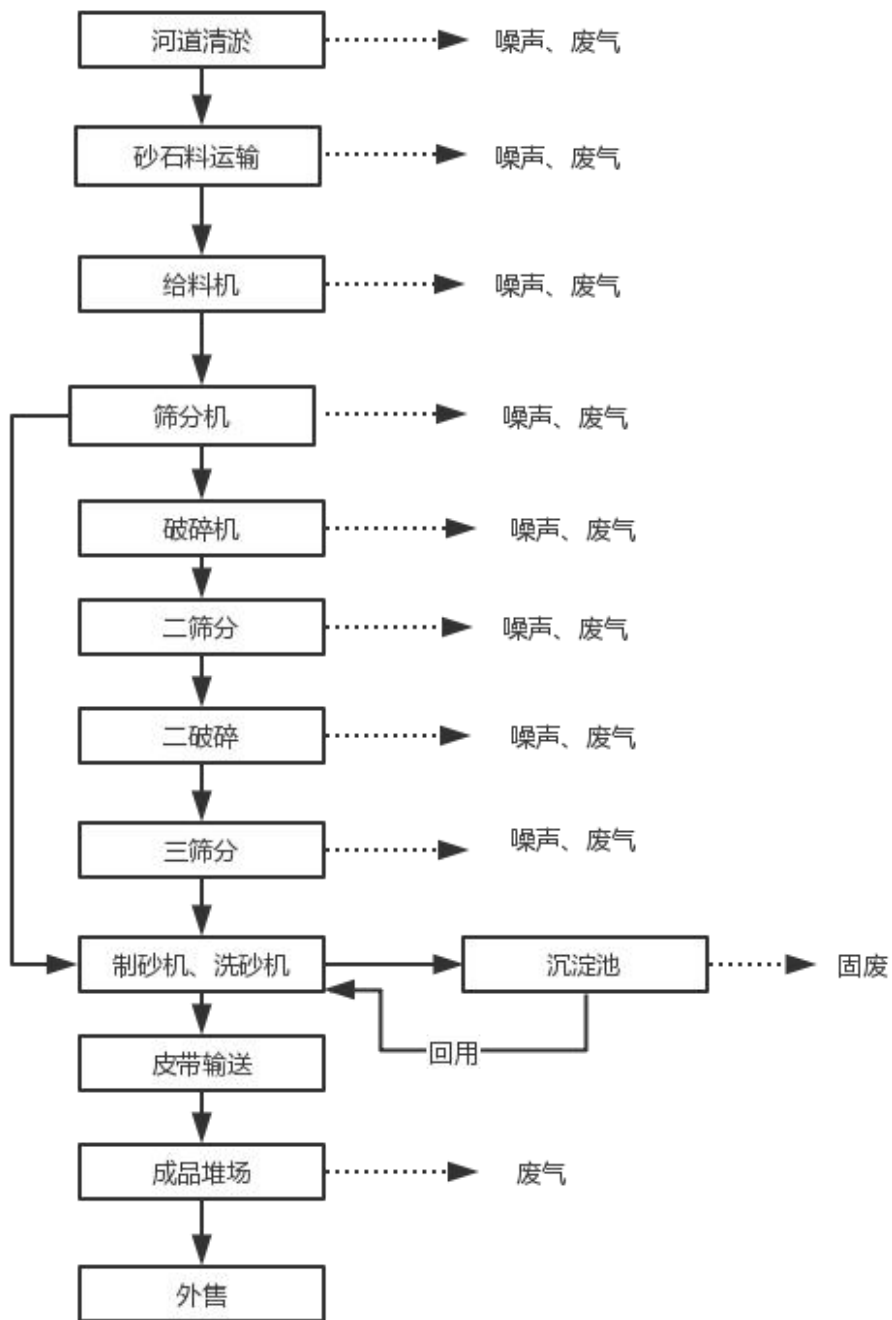 河道清淤
噪声、废气
砂石料运输
噪声、废气
给料机
噪声、废气
筛分机
噪声、废气
破碎机
噪声、废气
二筛分
噪声、废气
二破碎
噪声、废气
三筛分
噪声、废气
制砂机、洗砂机
沉淀池
固废
回用
皮带输送
成品堆场
废气
外售